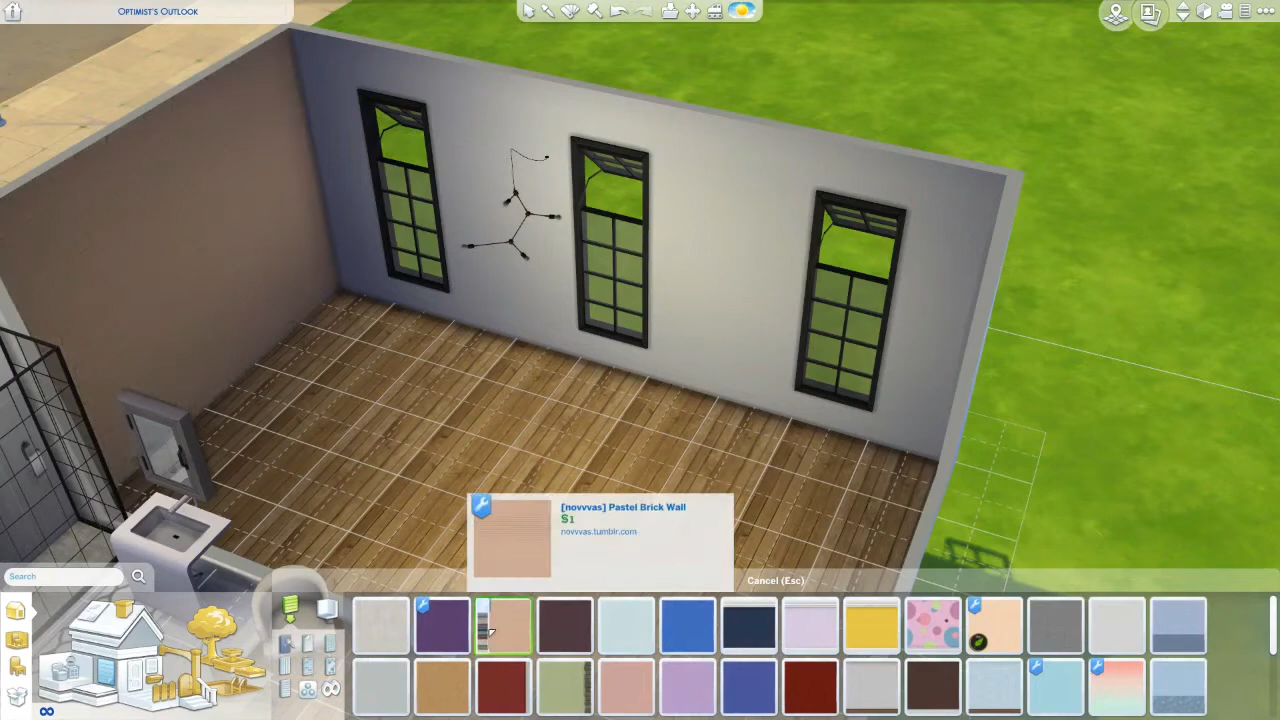 OPTIMIST'S OUTLOOK
[novvvas] Pastel Brick Wall
§1
novvvas.tumblr.com
Cancel (Esc)
Search